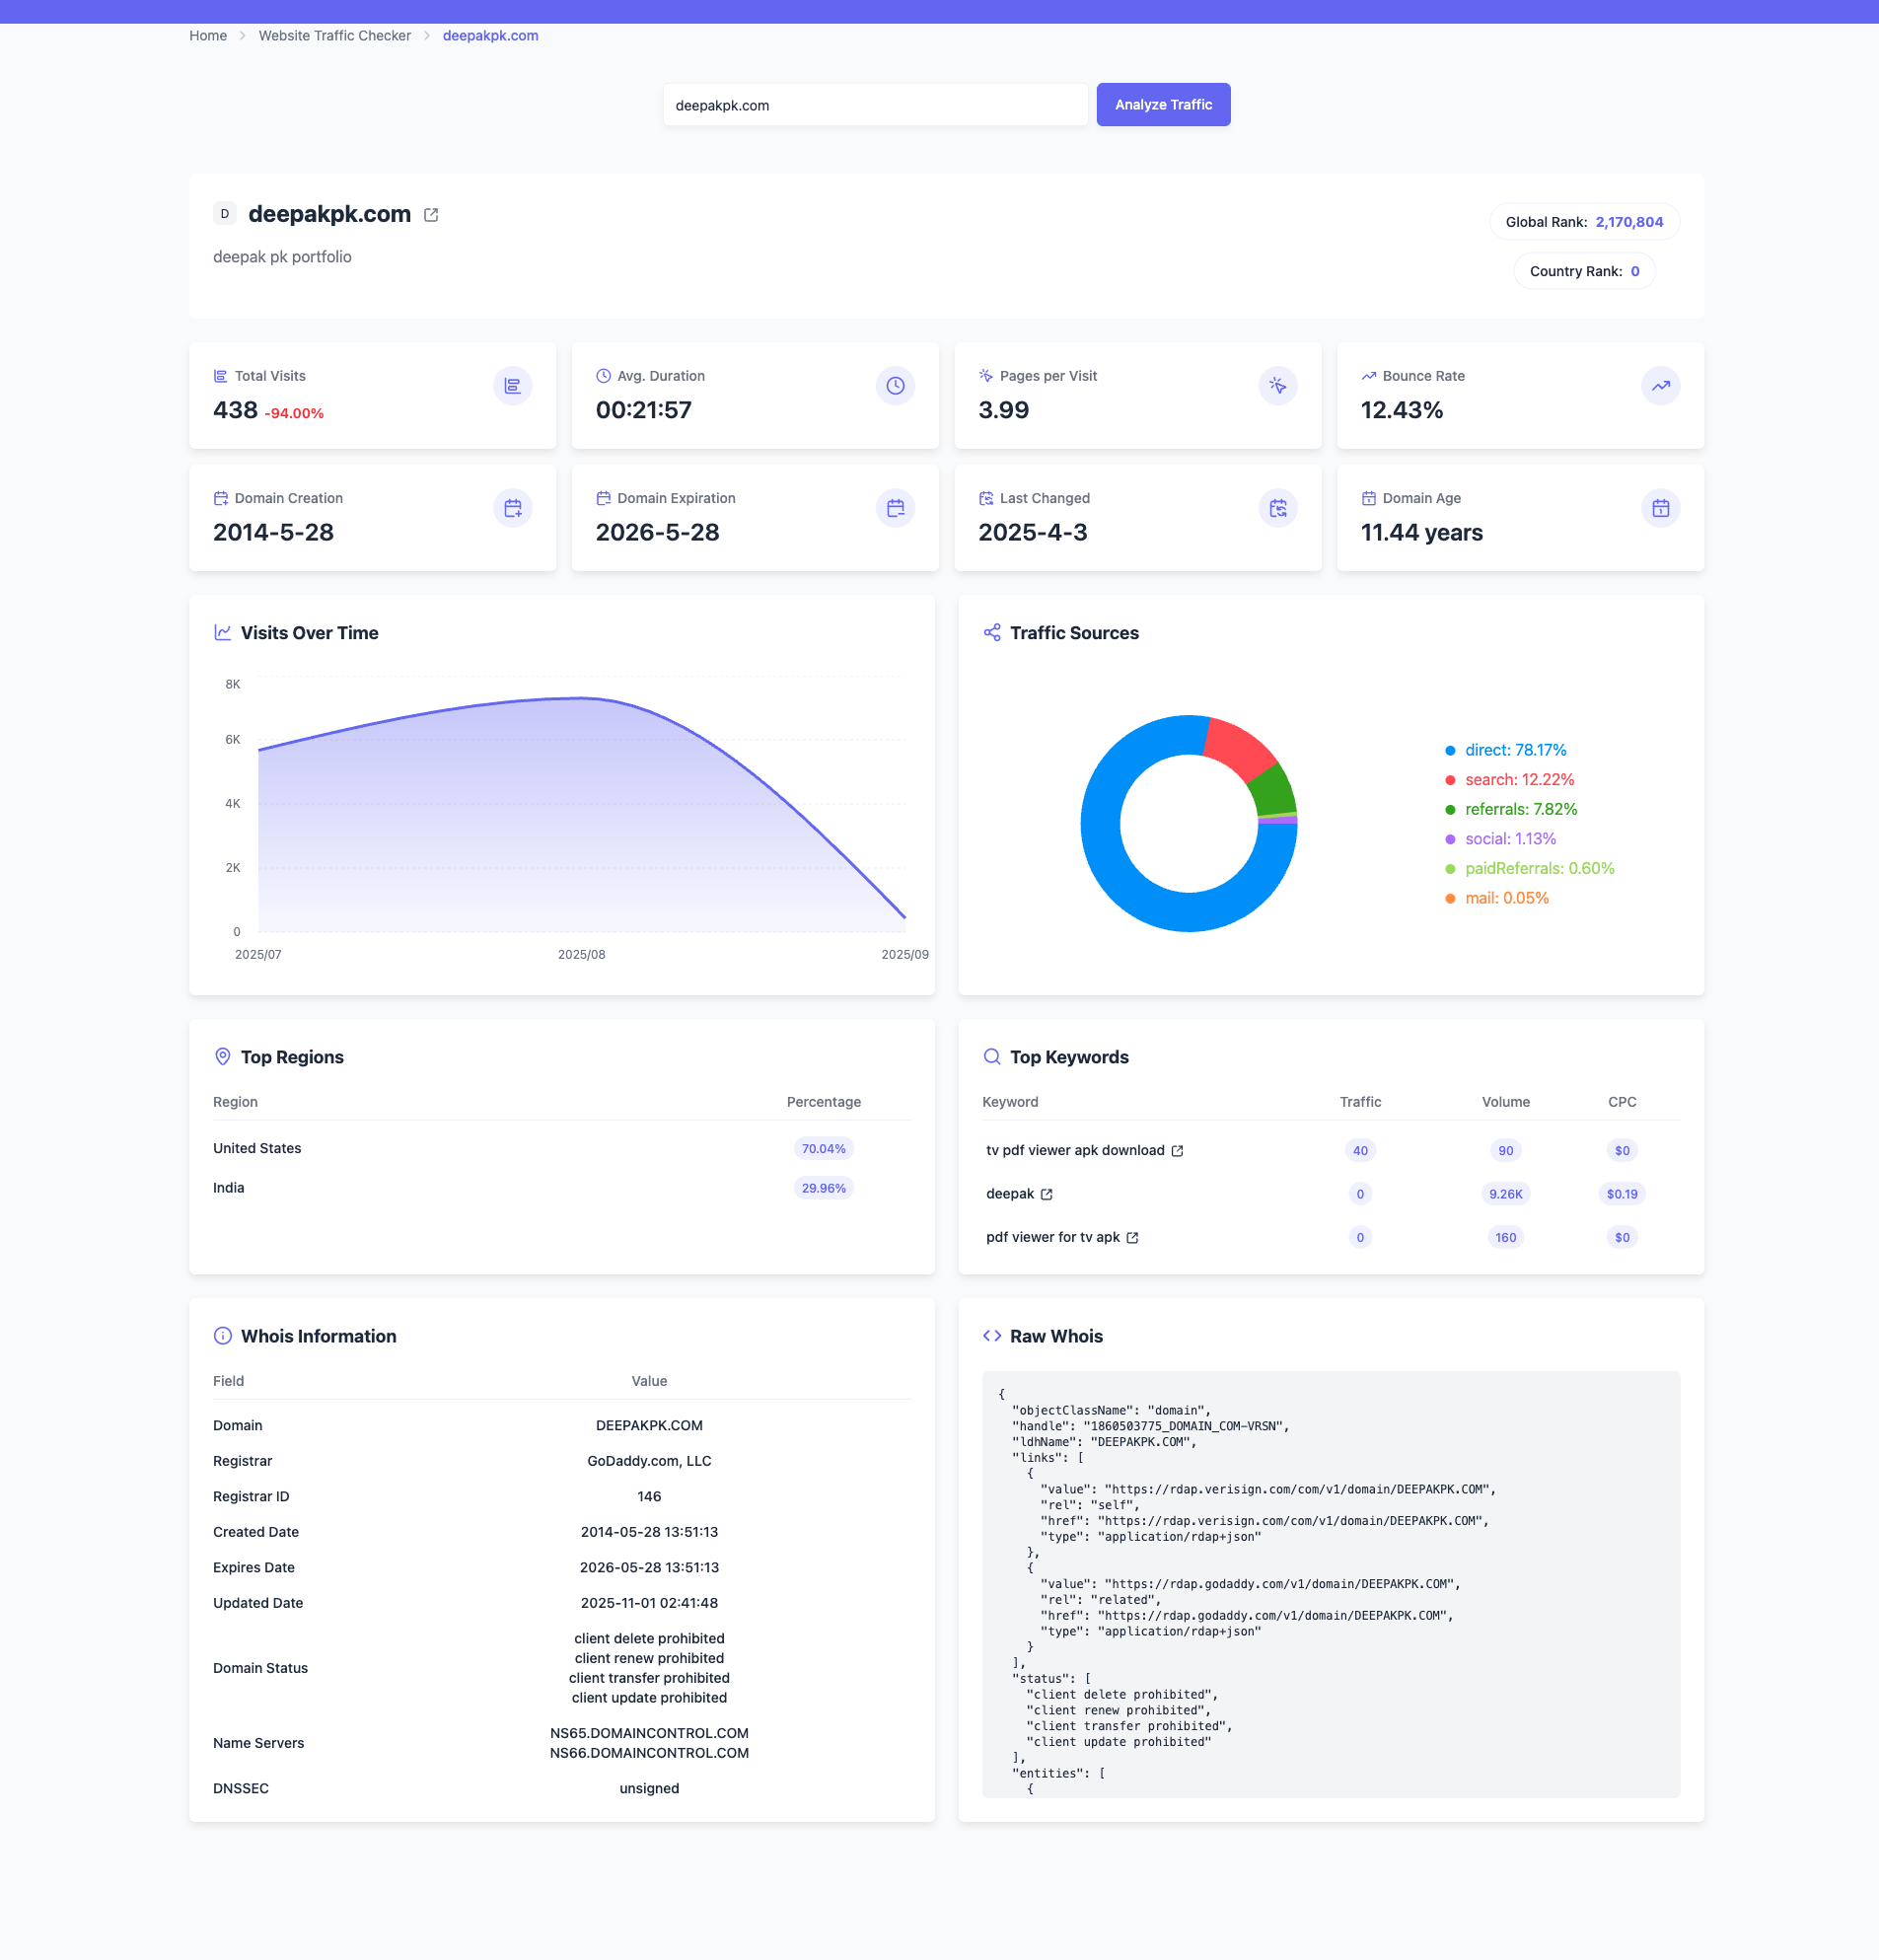 Home > Website Traffic Checker > deepakpk.com
deepakpk.com
Analyze Traffic
D deepakpk.com
deepak pk portfolio
Global Rank: 2,170,804
Country Rank: 0
Total Visits
438 -94.00%
Avg. Duration
00:21:57
Pages per Visit
3.99
Bounce Rate
12.43%
Domain Creation
2014-5-28
Domain Expiration
2026-5-28
Last Changed
2025-4-3
Domain Age
11.44 years
Visits Over Time
8K
6K
4K
2K
0
2025/07 2025/08 2025/09
Traffic Sources
direct: 78.17%
search: 12.22%
referrals: 7.82%
social: 1.13%
paidReferrals: 0.60%
mail: 0.05%
Top Regions
Region Percentage
United States 70.04%
India 29.96%
Top Keywords
Keyword Traffic Volume CPC
tv pdf viewer apk download 40 90 $0
deepak 0 9.26K $0.19
pdf viewer for tv apk 0 160 $0
Whois Information
Field Value
Domain DEEPAKPK.COM
Registrar GoDaddy.com, LLC
Registrar ID 146
Created Date 2014-05-28 13:51:13
Expires Date 2026-05-28 13:51:13
Updated Date 2025-11-01 02:41:48
Domain Status
client delete prohibited
client renew prohibited
client transfer prohibited
client update prohibited
Name Servers
NS65.DOMAINCONTROL.COM
NS66.DOMAINCONTROL.COM
DNSSEC unsigned
Raw Whois
{
"objectClassName": "domain",
"handle": "1860503775_DOMAIN_COM-VRSN",
"ldhName": "DEEPAKPK.COM",
"links": [
{
"value": "https://rdap.verisign.com/com/v1/domain/DEEPAKPK.COM",
"rel": "self",
"href": "https://rdap.verisign.com/com/v1/domain/DEEPAKPK.COM",
"type": "application/rdap+json"
},
{
"value": "https://rdap.godaddy.com/v1/domain/DEEPAKPK.COM",
"rel": "related",
"href": "https://rdap.godaddy.com/v1/domain/DEEPAKPK.COM",
"type": "application/rdap+json"
}
],
"status": [
"client delete prohibited",
"client renew prohibited",
"client transfer prohibited",
"client update prohibited"
],
"entities": [
{